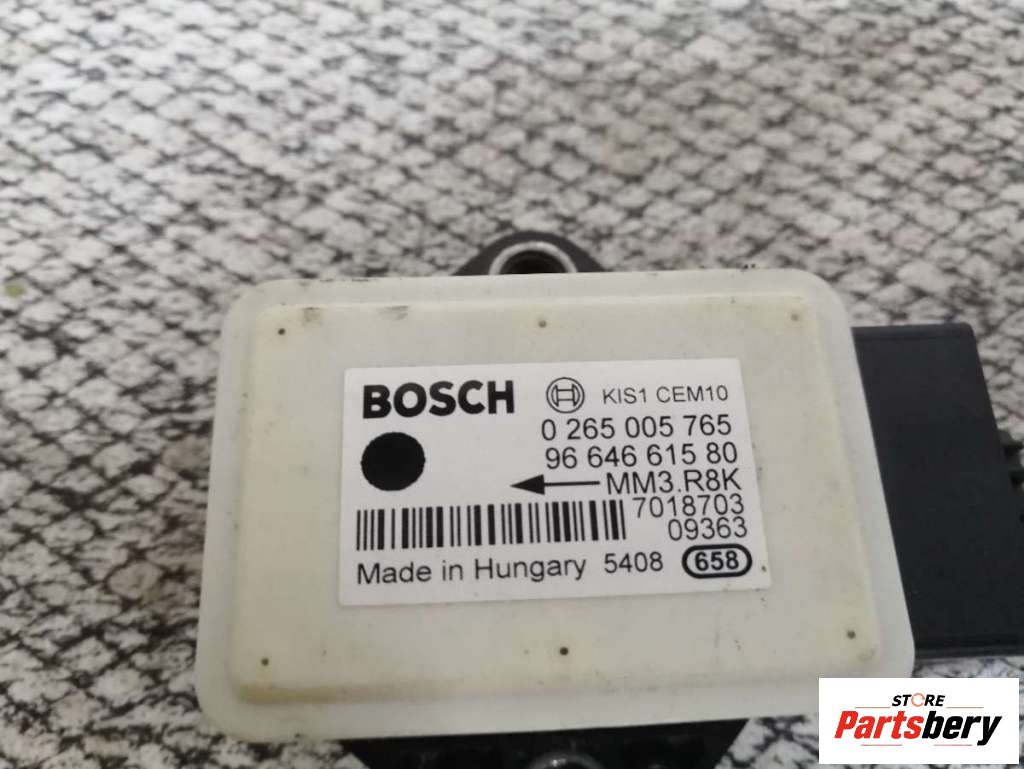 BOSCH KIS1 CEM10
0 265 005 765
96 646 615 80
MM3.R8K
7018703
09363
Made in Hungary 5408 658
STORE
Partsbery